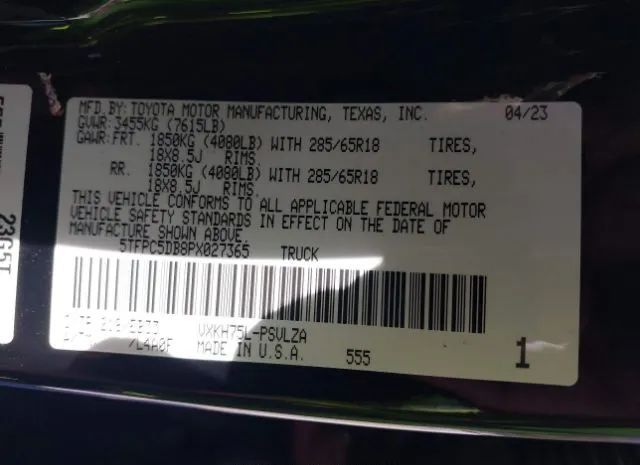 MFD.BY:TOYOTA MOTOR MANUFACTURING, TEXAS, INC. 04/23
GVWR:3455KG (7615LB)
GAWR:FRT. 1850KG (4080LB) WITH 285/65R18 TIRES,
18X8.5J RIMS.
RR. 1850KG (4080LB) WITH 285/65R18 TIRES,
18X8.5J RIMS.
THIS VEHICLE CONFORMS TO ALL APPLICABLE FEDERAL MOTOR
VEHICLE SAFETY STANDARDS IN EFFECT ON THE DATE OF
MANUFACTURE SHOWN ABOVE.
5TFPC5DB8PX027365 TRUCK
VXKH75L-PSVLZA
MADE IN U.S.A. 555 1
23G5T